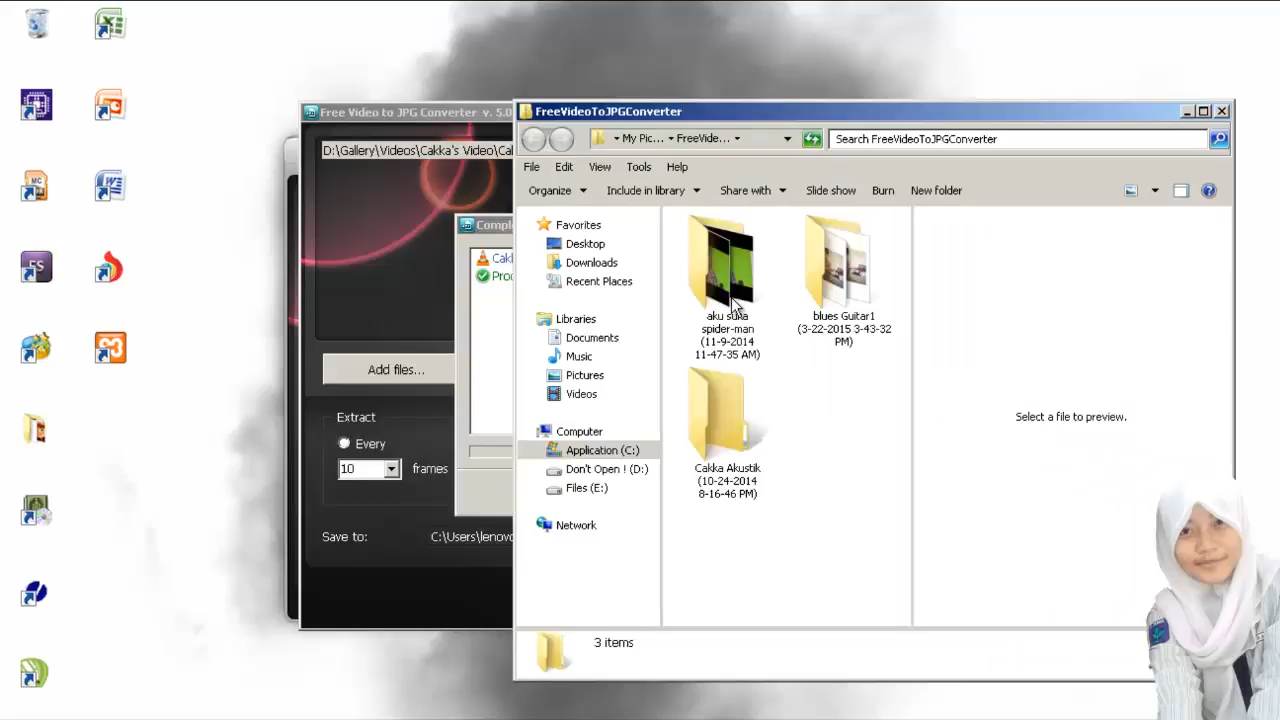 Free Video to JPG Converter v. 5.0
D:\Gallery\Videos\Cakka's Video\Cal
Compl
Cakk
Proc
Add files...
Extract
Every
10
frames
Save to:
C:\Users\lenovo
FreeVideoToJPGConverter
My Pic...
FreeVide...
Search FreeVideoToJPGConverter
File
Edit
View
Tools
Help
Organize
Include in library
Share with
Slide show
Burn
New folder
Favorites
Desktop
Downloads
Recent Places
Libraries
Documents
Music
Pictures
Videos
Computer
Application (C:)
Don't Open ! (D:)
Files (E:)
Network
aku suka
spider-man
(11-9-2014
11-47-35 AM)
blues Guitar1
(3-22-2015 3-43-32
PM)
Cakka Akustik
(10-24-2014
8-16-46 PM)
Select a file to preview.
3 items